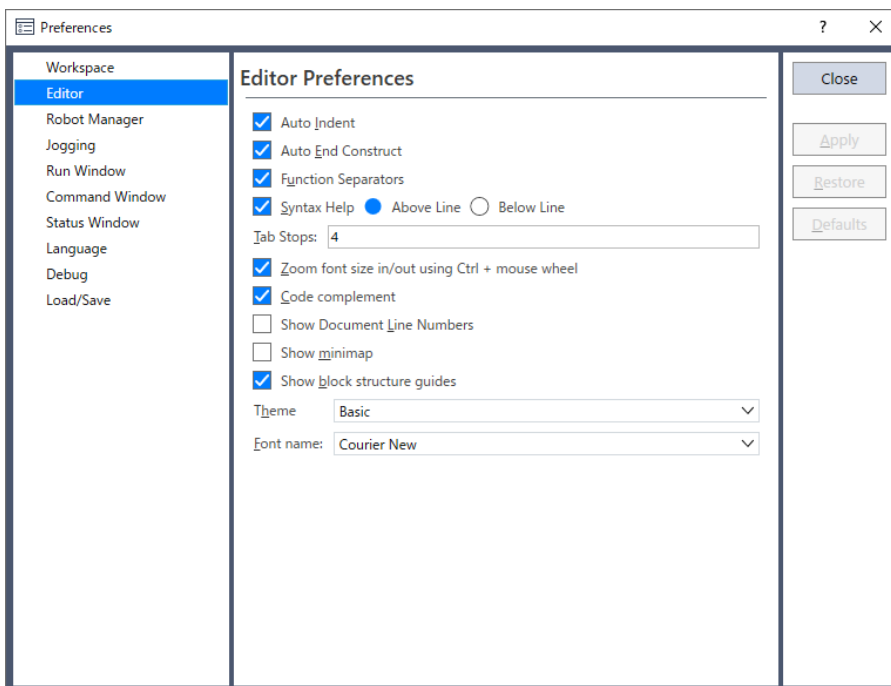 Preferences
?
Workspace
Editor
Robot Manager
Jogging
Run Window
Command Window
Status Window
Language
Debug
Load/Save
Editor Preferences
Auto Indent
Auto End Construct
Function Separators
Syntax Help Above Line Below Line
Tab Stops: 4
Zoom font size in/out using Ctrl + mouse wheel
Code complement
Show Document Line Numbers
Show minimap
Show block structure guides
Theme Basic
Font name: Courier New
Close
Apply
Restore
Defaults